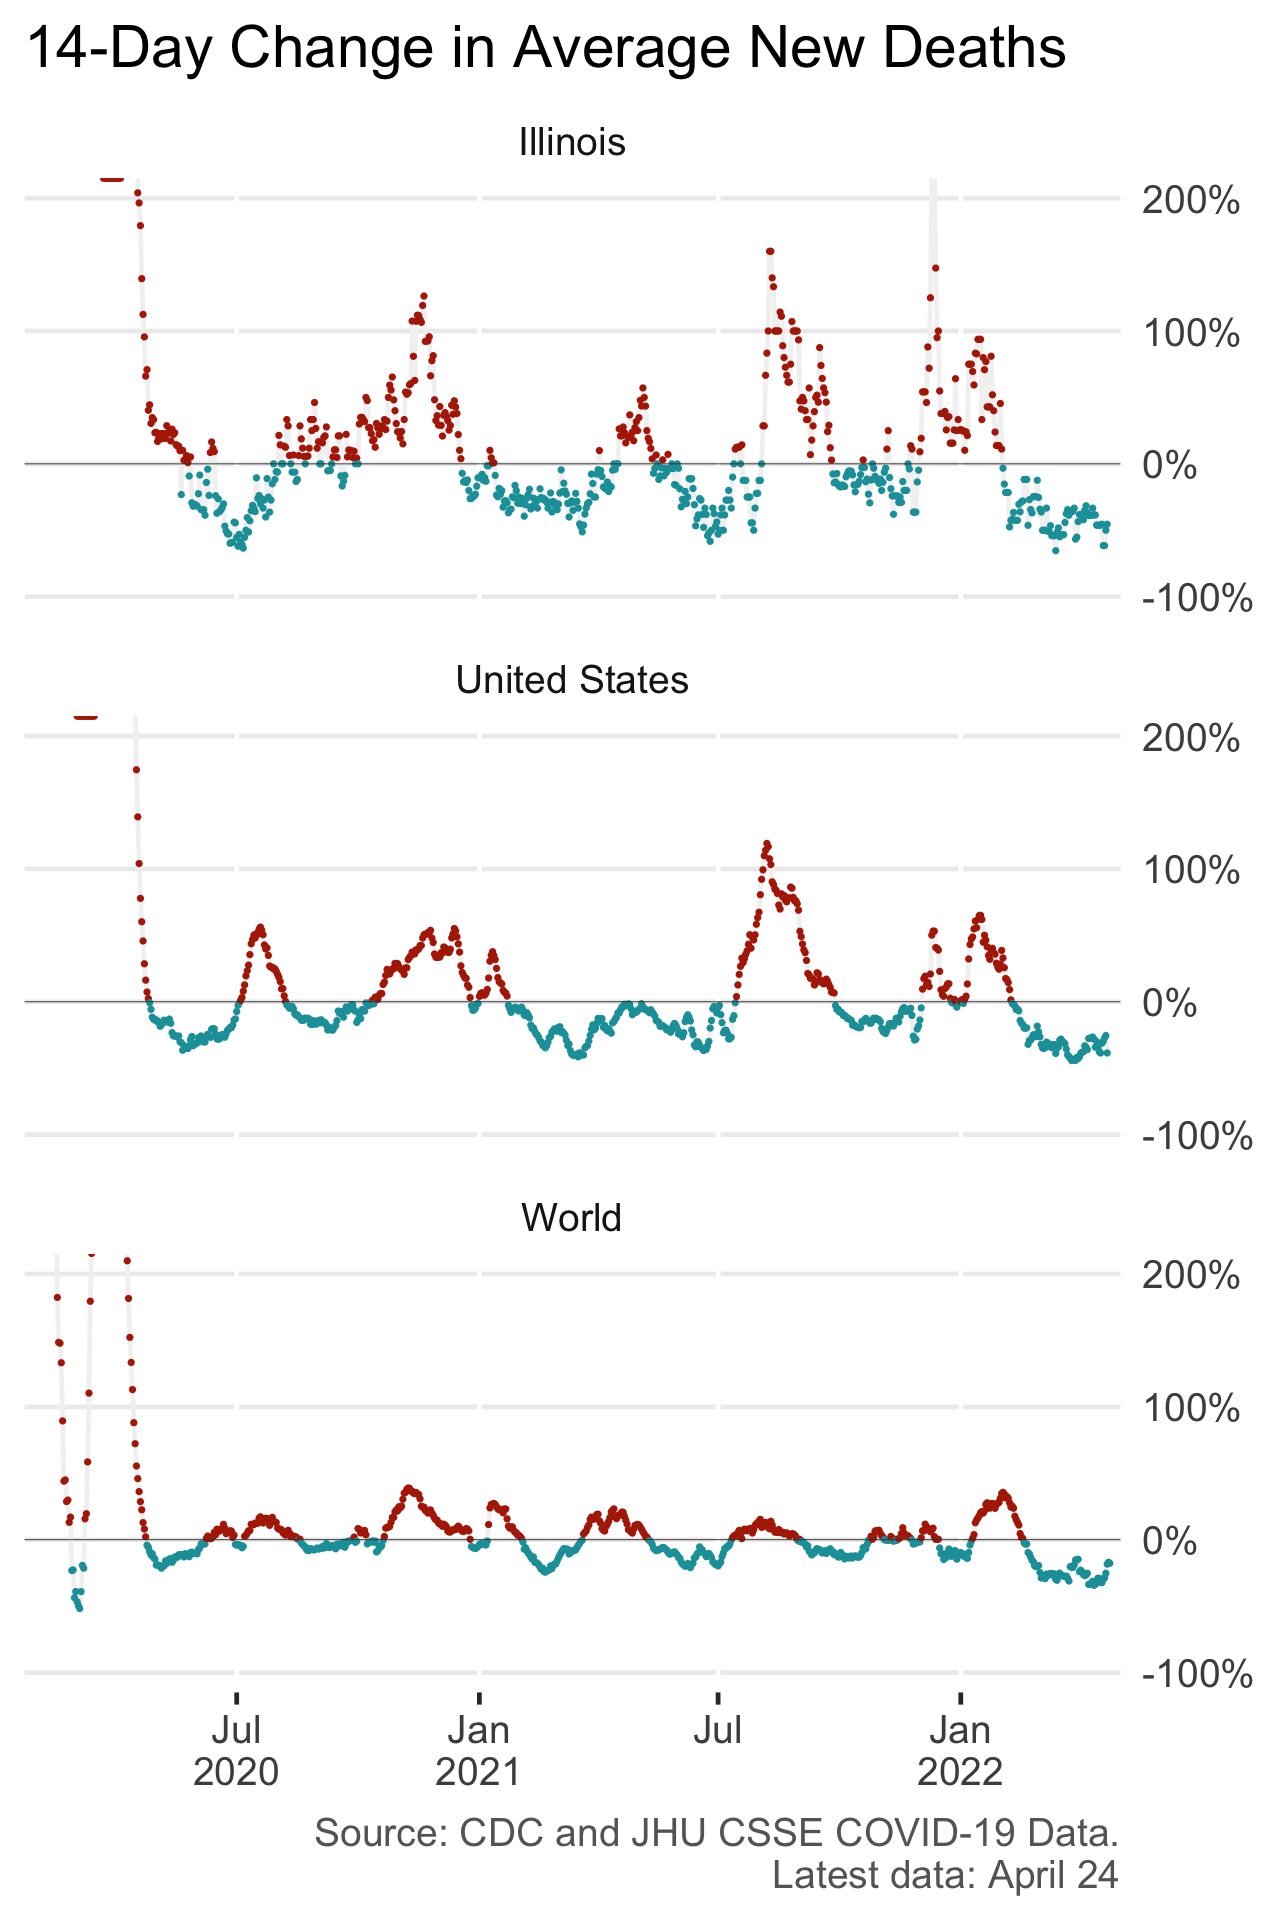 14-Day Change in Average New Deaths
Illinois
200%
100%
0%
-100%
United States
200%
100%
0%
-100%
World
200%
100%
0%
-100%
Jul Jan Jul Jan
2020 2021 2022
Source: CDC and JHU CSSE COVID-19 Data.
Latest data: April 24